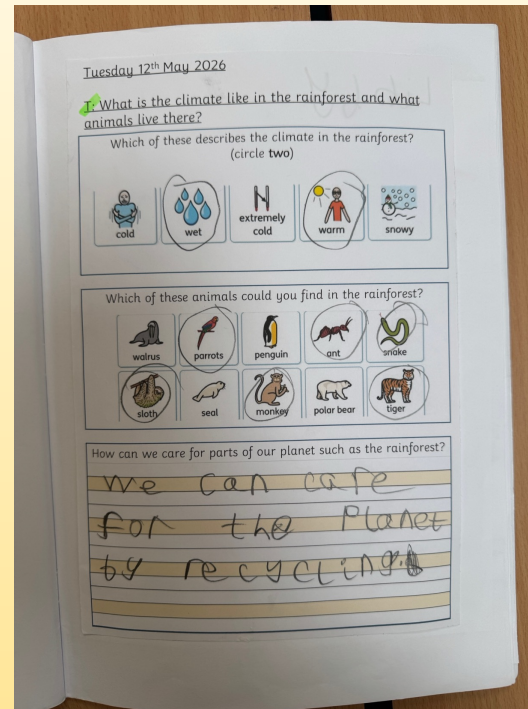 Tuesday 12th May 2026
T: What is the climate like in the rainforest and what
animals live there?
Which of these describes the climate in the rainforest?
(circle two)
cold wet extremely cold warm snowy
Which of these animals could you find in the rainforest?
walrus parrots penguin ant snake
sloth seal monkey polar bear tiger
How can we care for parts of our planet such as the rainforest?
We can care
for the Planet
by recycling.